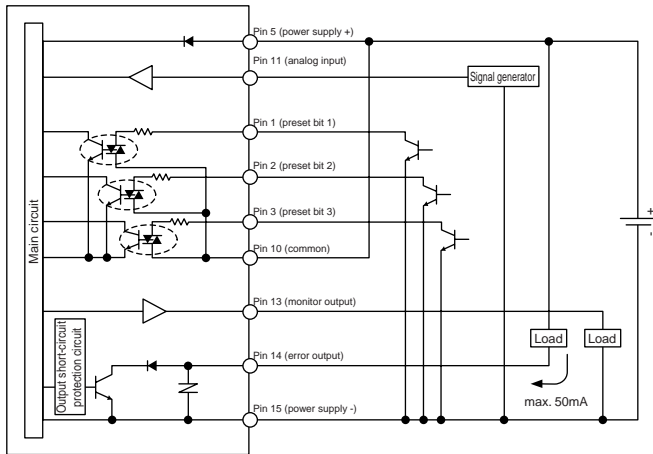 Pin 5 (power supply +)
Pin 11 (analog input)
Signal generator
Pin 1 (preset bit 1)
Pin 2 (preset bit 2)
Pin 3 (preset bit 3)
Main circuit
+
-
Pin 10 (common)
Pin 13 (monitor output)
Load
Load
Output short-circuit
protection circuit
Pin 14 (error output)
max. 50mA
Pin 15 (power supply -)